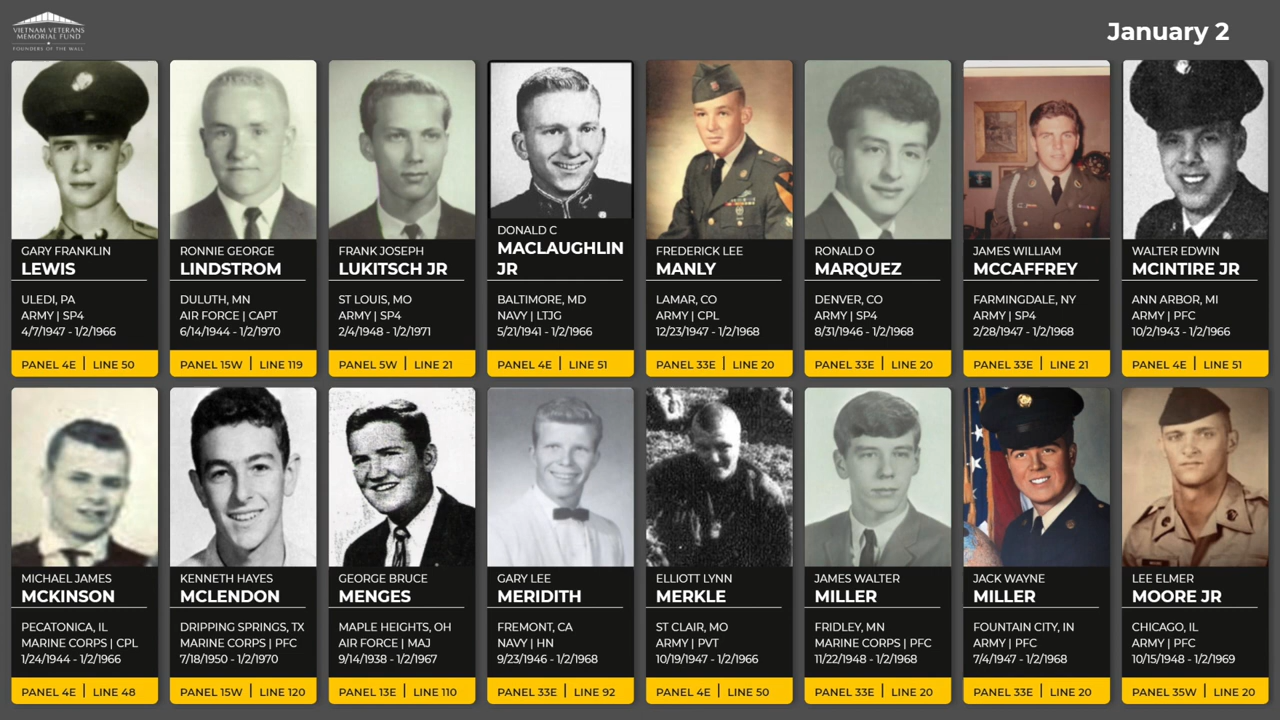 VIETNAM VETERANS
MEMORIAL FUND
FOUNDERS OF THE WALL
January 2
GARY FRANKLIN
LEWIS
ULEDI, PA
ARMY | SP4
4/7/1947 - 1/2/1966
PANEL 4E | LINE 50
RONNIE GEORGE
LINDSTROM
DULUTH, MN
AIR FORCE | CAPT
6/14/1944 - 1/2/1970
PANEL 15W | LINE 119
FRANK JOSEPH
LUKITSCH JR
ST LOUIS, MO
ARMY | SP4
2/4/1948 - 1/2/1971
PANEL 5W | LINE 21
DONALD C
MACLAUGHLIN
JR
BALTIMORE, MD
NAVY | LTJG
5/21/1941 - 1/2/1966
PANEL 4E | LINE 51
FREDERICK LEE
MANLY
LAMAR, CO
ARMY | CPL
12/23/1947 - 1/2/1968
PANEL 33E | LINE 20
RONALD O
MARQUEZ
DENVER, CO
ARMY | SP4
8/31/1946 - 1/2/1968
PANEL 33E | LINE 20
JAMES WILLIAM
MCCAFFREY
FARMINGDALE, NY
ARMY | SP4
2/28/1947 - 1/2/1968
PANEL 33E | LINE 21
WALTER EDWIN
MCINTIRE JR
ANN ARBOR, MI
ARMY | PFC
10/2/1943 - 1/2/1966
PANEL 4E | LINE 51
MICHAEL JAMES
MCKINSON
PECATONICA, IL
MARINE CORPS | CPL
1/24/1944 - 1/2/1966
PANEL 4E | LINE 48
KENNETH HAYES
MCLENDON
DRIPPING SPRINGS, TX
MARINE CORPS | PFC
7/18/1950 - 1/2/1970
PANEL 15W | LINE 120
GEORGE BRUCE
MENGES
MAPLE HEIGHTS, OH
AIR FORCE | MAJ
9/14/1938 - 1/2/1967
PANEL 13E | LINE 110
GARY LEE
MERIDITH
FREMONT, CA
NAVY | HN
9/23/1946 - 1/2/1968
PANEL 33E | LINE 92
ELLIOTT LYNN
MERKLE
ST CLAIR, MO
ARMY | PVT
10/19/1947 - 1/2/1966
PANEL 4E | LINE 50
JAMES WALTER
MILLER
FRIDLEY, MN
MARINE CORPS | PFC
11/22/1948 - 1/2/1968
PANEL 33E | LINE 20
JACK WAYNE
MILLER
FOUNTAIN CITY, IN
ARMY | PFC
7/4/1947 - 1/2/1968
PANEL 33E | LINE 20
LEE ELMER
MOORE JR
CHICAGO, IL
ARMY | PFC
10/15/1948 - 1/2/1969
PANEL 35W | LINE 20